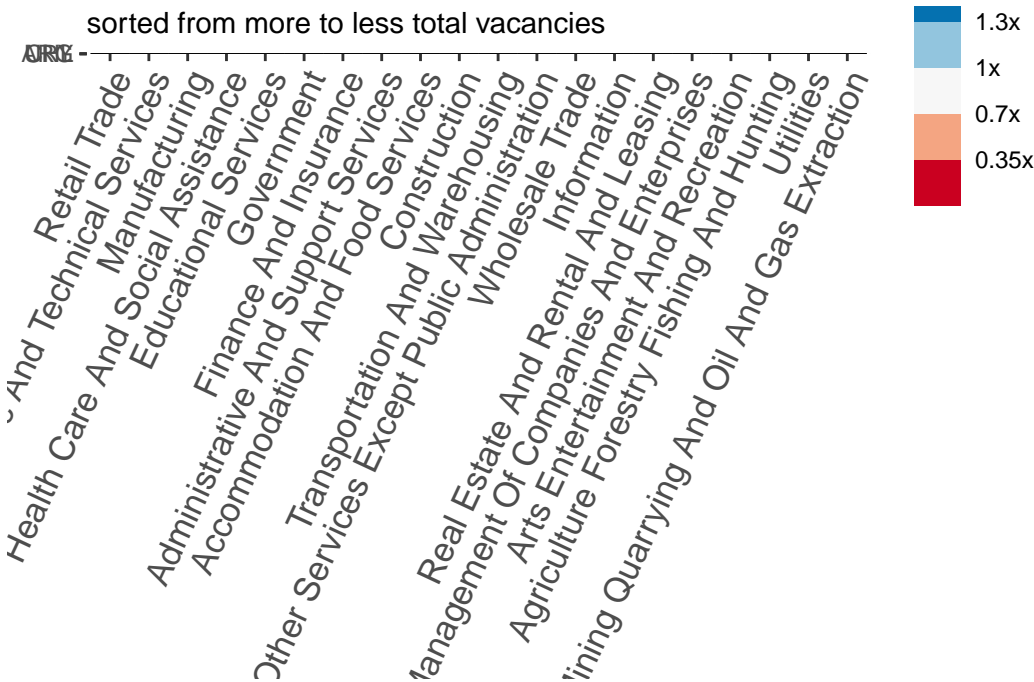 sorted from more to less total vacancies
1.3x
1x
0.7x
0.35x
Retail Trade
And Technical Services
Manufacturing
Health Care And Social Assistance
Educational Services
Government
Finance And Insurance
Administrative And Support Services
Accommodation And Food Services
Construction
Transportation And Warehousing
Other Services Except Public Administration
Wholesale Trade
Information
Real Estate And Rental And Leasing
Management Of Companies And Enterprises
Arts Entertainment And Recreation
Agriculture Forestry Fishing And Hunting
Utilities
Mining Quarrying And Oil And Gas Extraction